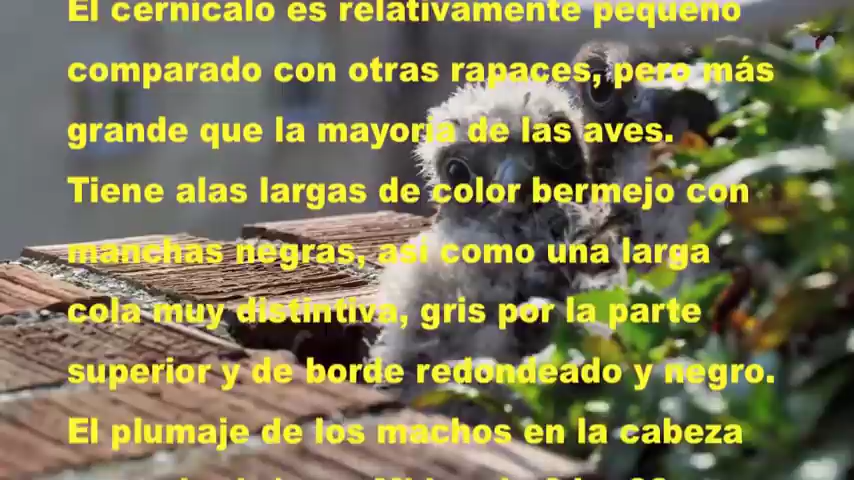 El cernícalo es relativamente pequeño
comparado con otras rapaces, pero más
grande que la mayoría de las aves.
Tiene alas largas de color bermejo con
manchas negras, así como una larga
cola muy distintiva, gris por la parte
superior y de borde redondeado y negro.
El plumaje de los machos en la cabeza